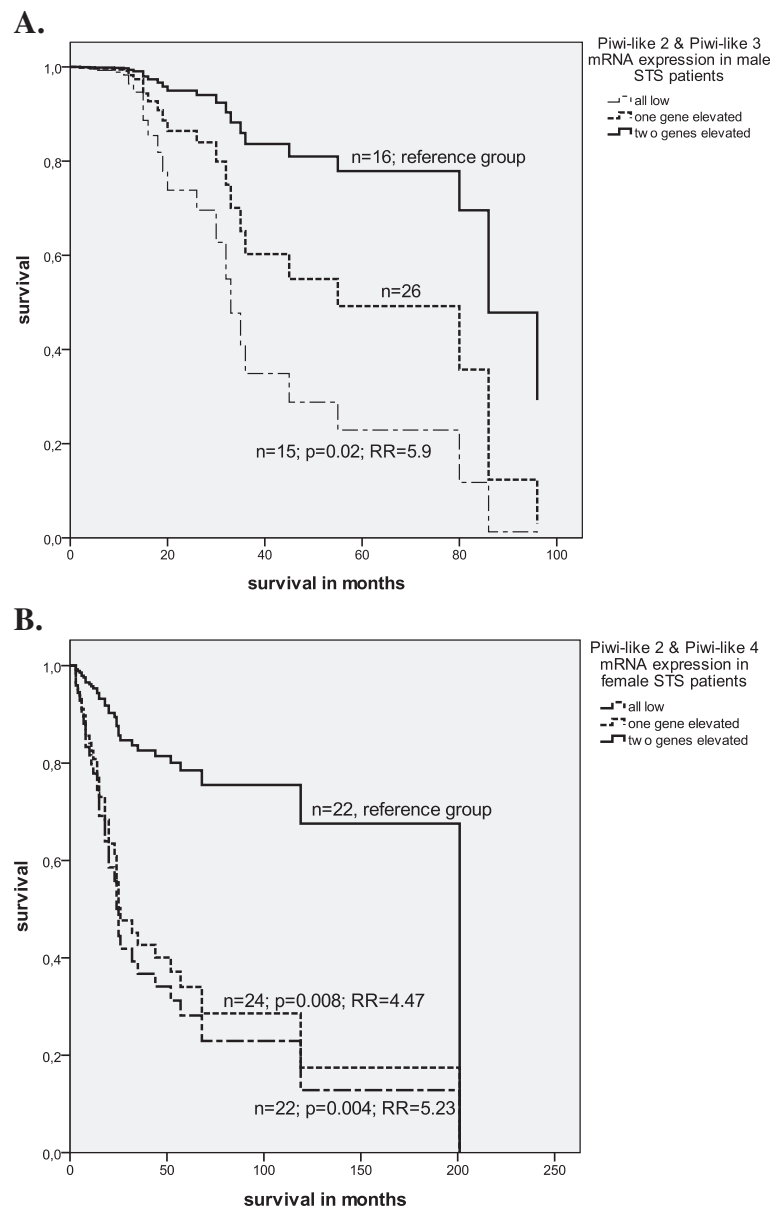 A.
Piwi-like 2 & Piwi-like 3
mRNA expression in male
STS patients
all low
one gene elevated
two genes elevated
1,0
0,8
0,6
0,4
0,2
0,0
survival
n=16; reference group
n=26
n=15; p=0.02; RR=5.9
0
20
40
60
80
100
survival in months
B.
Piwi-like 2 & Piwi-like 4
mRNA expression in
female STS patients
all low
one gene elevated
two genes elevated
1,0
0,8
0,6
0,4
0,2
0,0
survival
n=22, reference group
n=24; p=0.008; RR=4.47
n=22; p=0.004; RR=5.23
0
50
100
150
200
250
survival in months